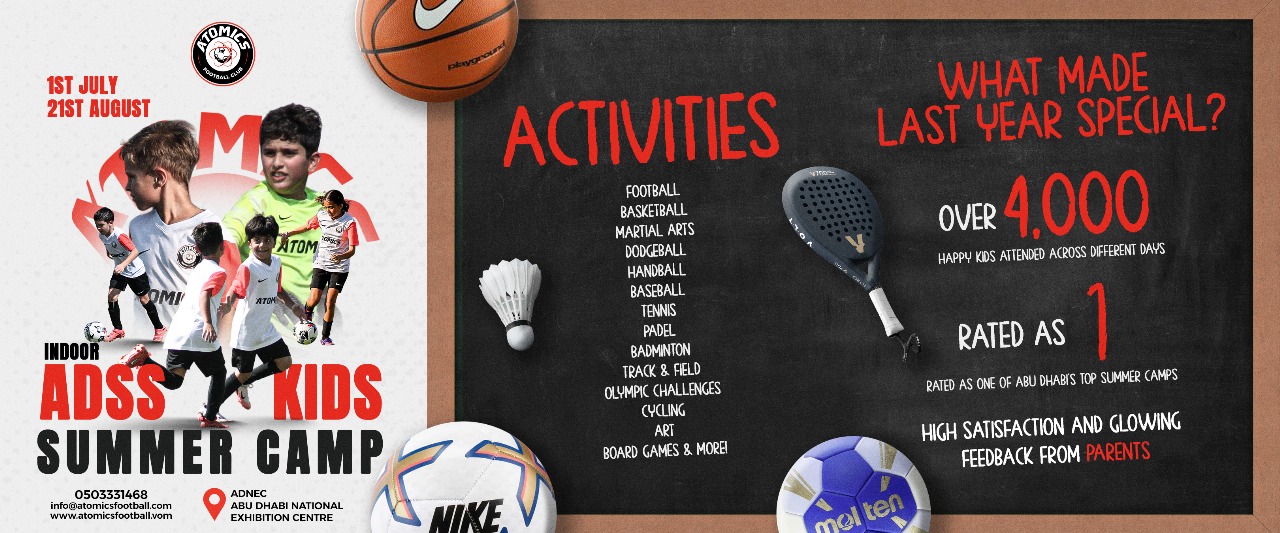 ATOMICS
FOOTBALL CLUB
1ST JULY
21ST AUGUST
ATOM
ATOMIC
INDOOR
ADSS KIDS
SUMMER CAMP
0503331468
info@atomicsfootball.com
www.atomicsfootball.vom
ADNEC
ABU DHABI NATIONAL
EXHIBITION CENTRE
playground
ACTIVITIES
FOOTBALL
BASKETBALL
MARTIAL ARTS
DODGEBALL
HANDBALL
BASEBALL
TENNIS
PADEL
BADMINTON
TRACK & FIELD
OLYMPIC CHALLENGES
CYCLING
ART
BOARD GAMES & MORE!
NIKE
V
molten
WHAT MADE
LAST YEAR SPECIAL?
OVER 4,000
HAPPY KIDS ATTENDED ACROSS DIFFERENT DAYS
RATED AS 1
RATED AS ONE OF ABU DHABI'S TOP SUMMER CAMPS
HIGH SATISFACTION AND GLOWING
FEEDBACK FROM PARENTS